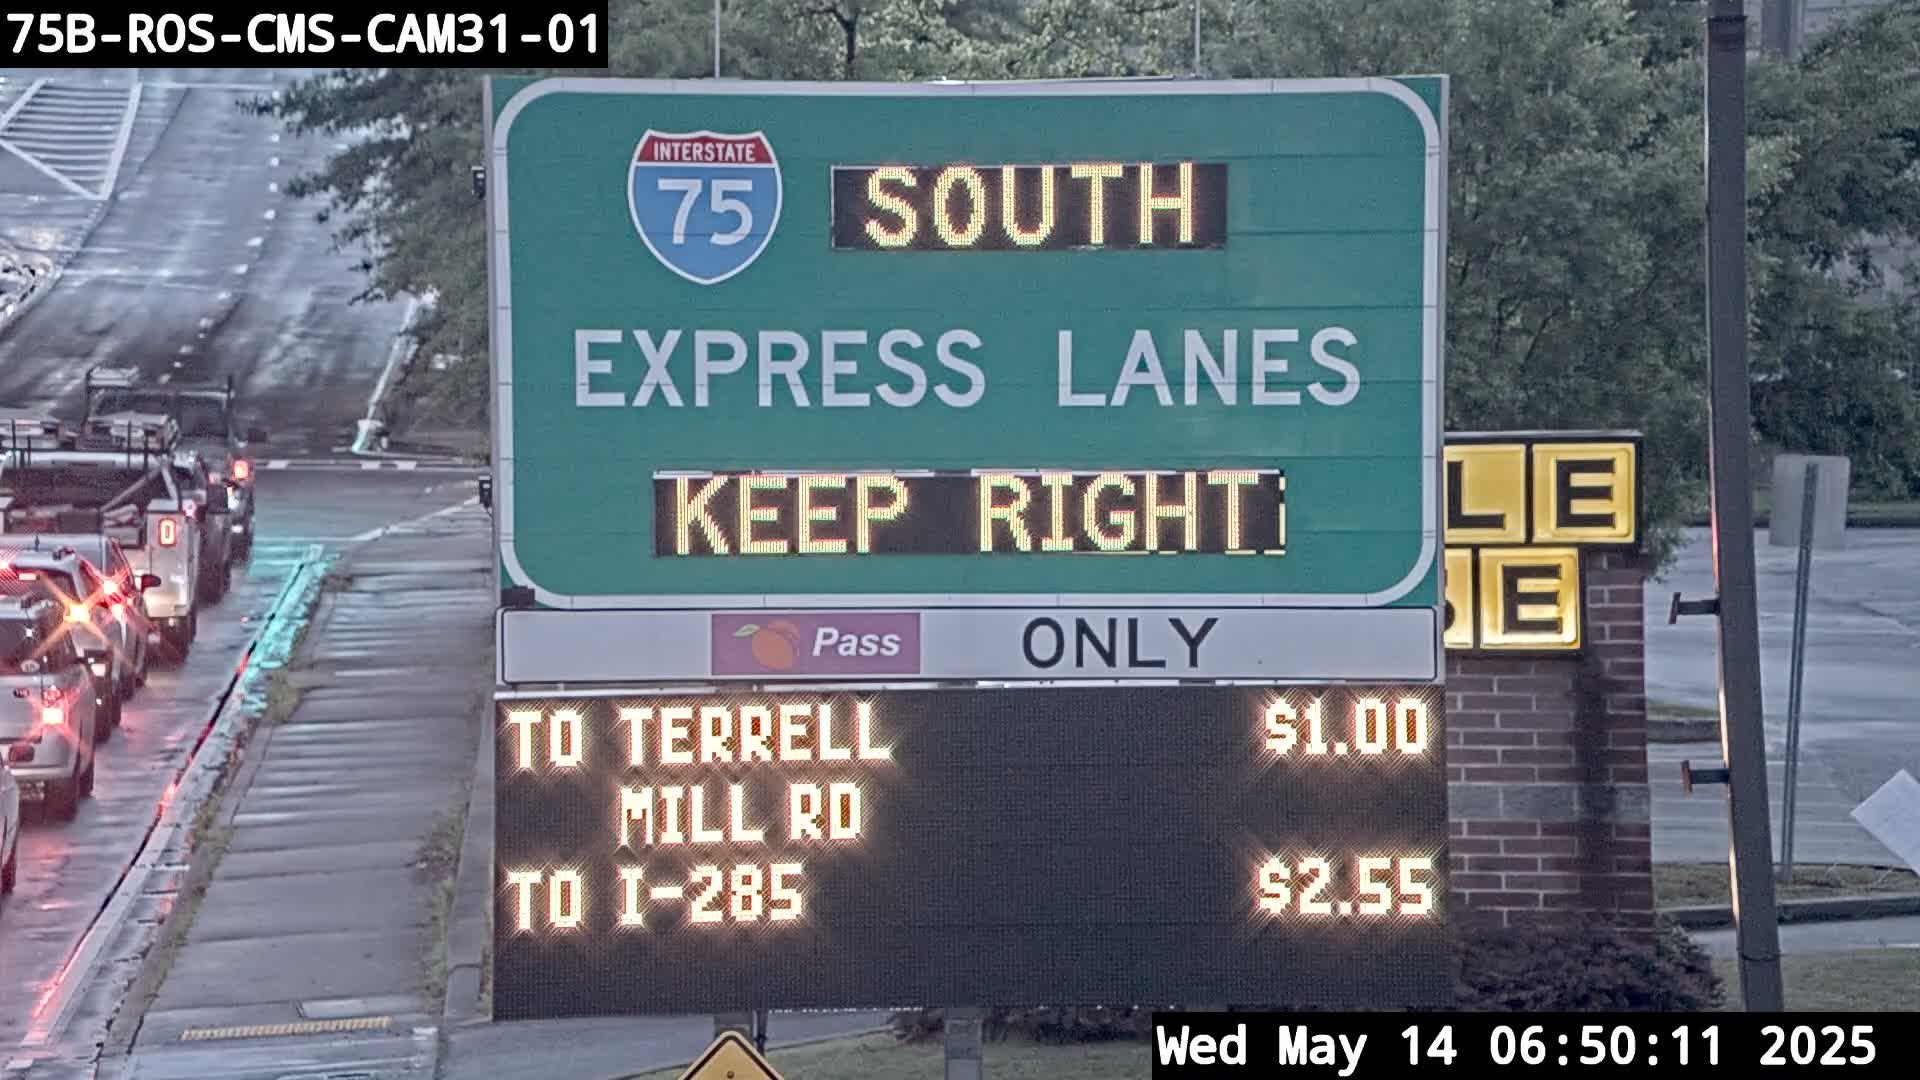 75B-ROS-CMS-CAM31-01
INTERSTATE
75
SOUTH
EXPRESS LANES
KEEP RIGHT
Pass ONLY
TO TERRELL $1.00
MILL RD
TO I-285 $2.55
LE
E
Wed May 14 06:50:11 2025